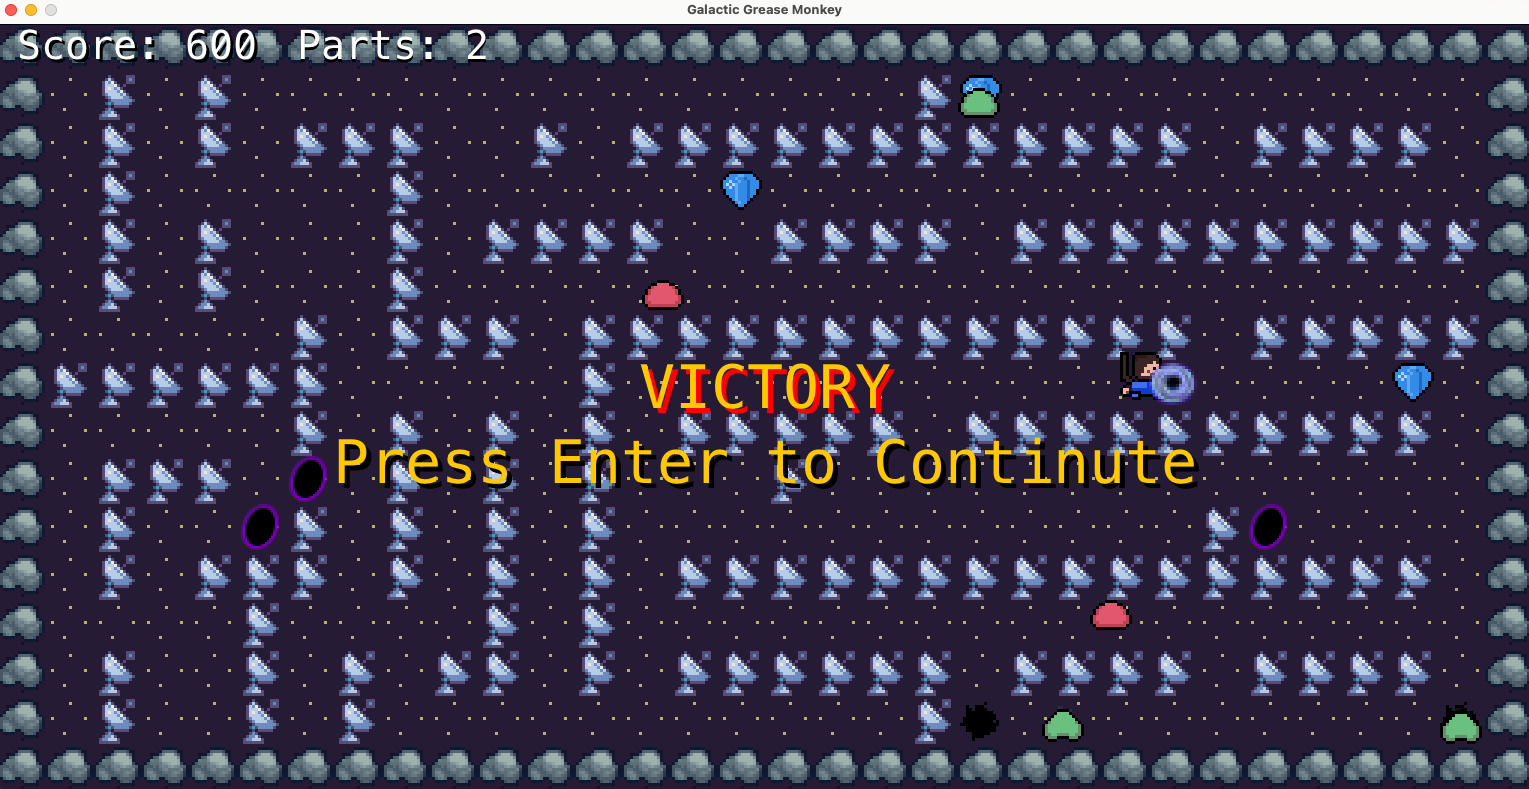 Galactic Grease Monkey
Score: 600 Parts: 2
VICTORY
Press Enter to Continute